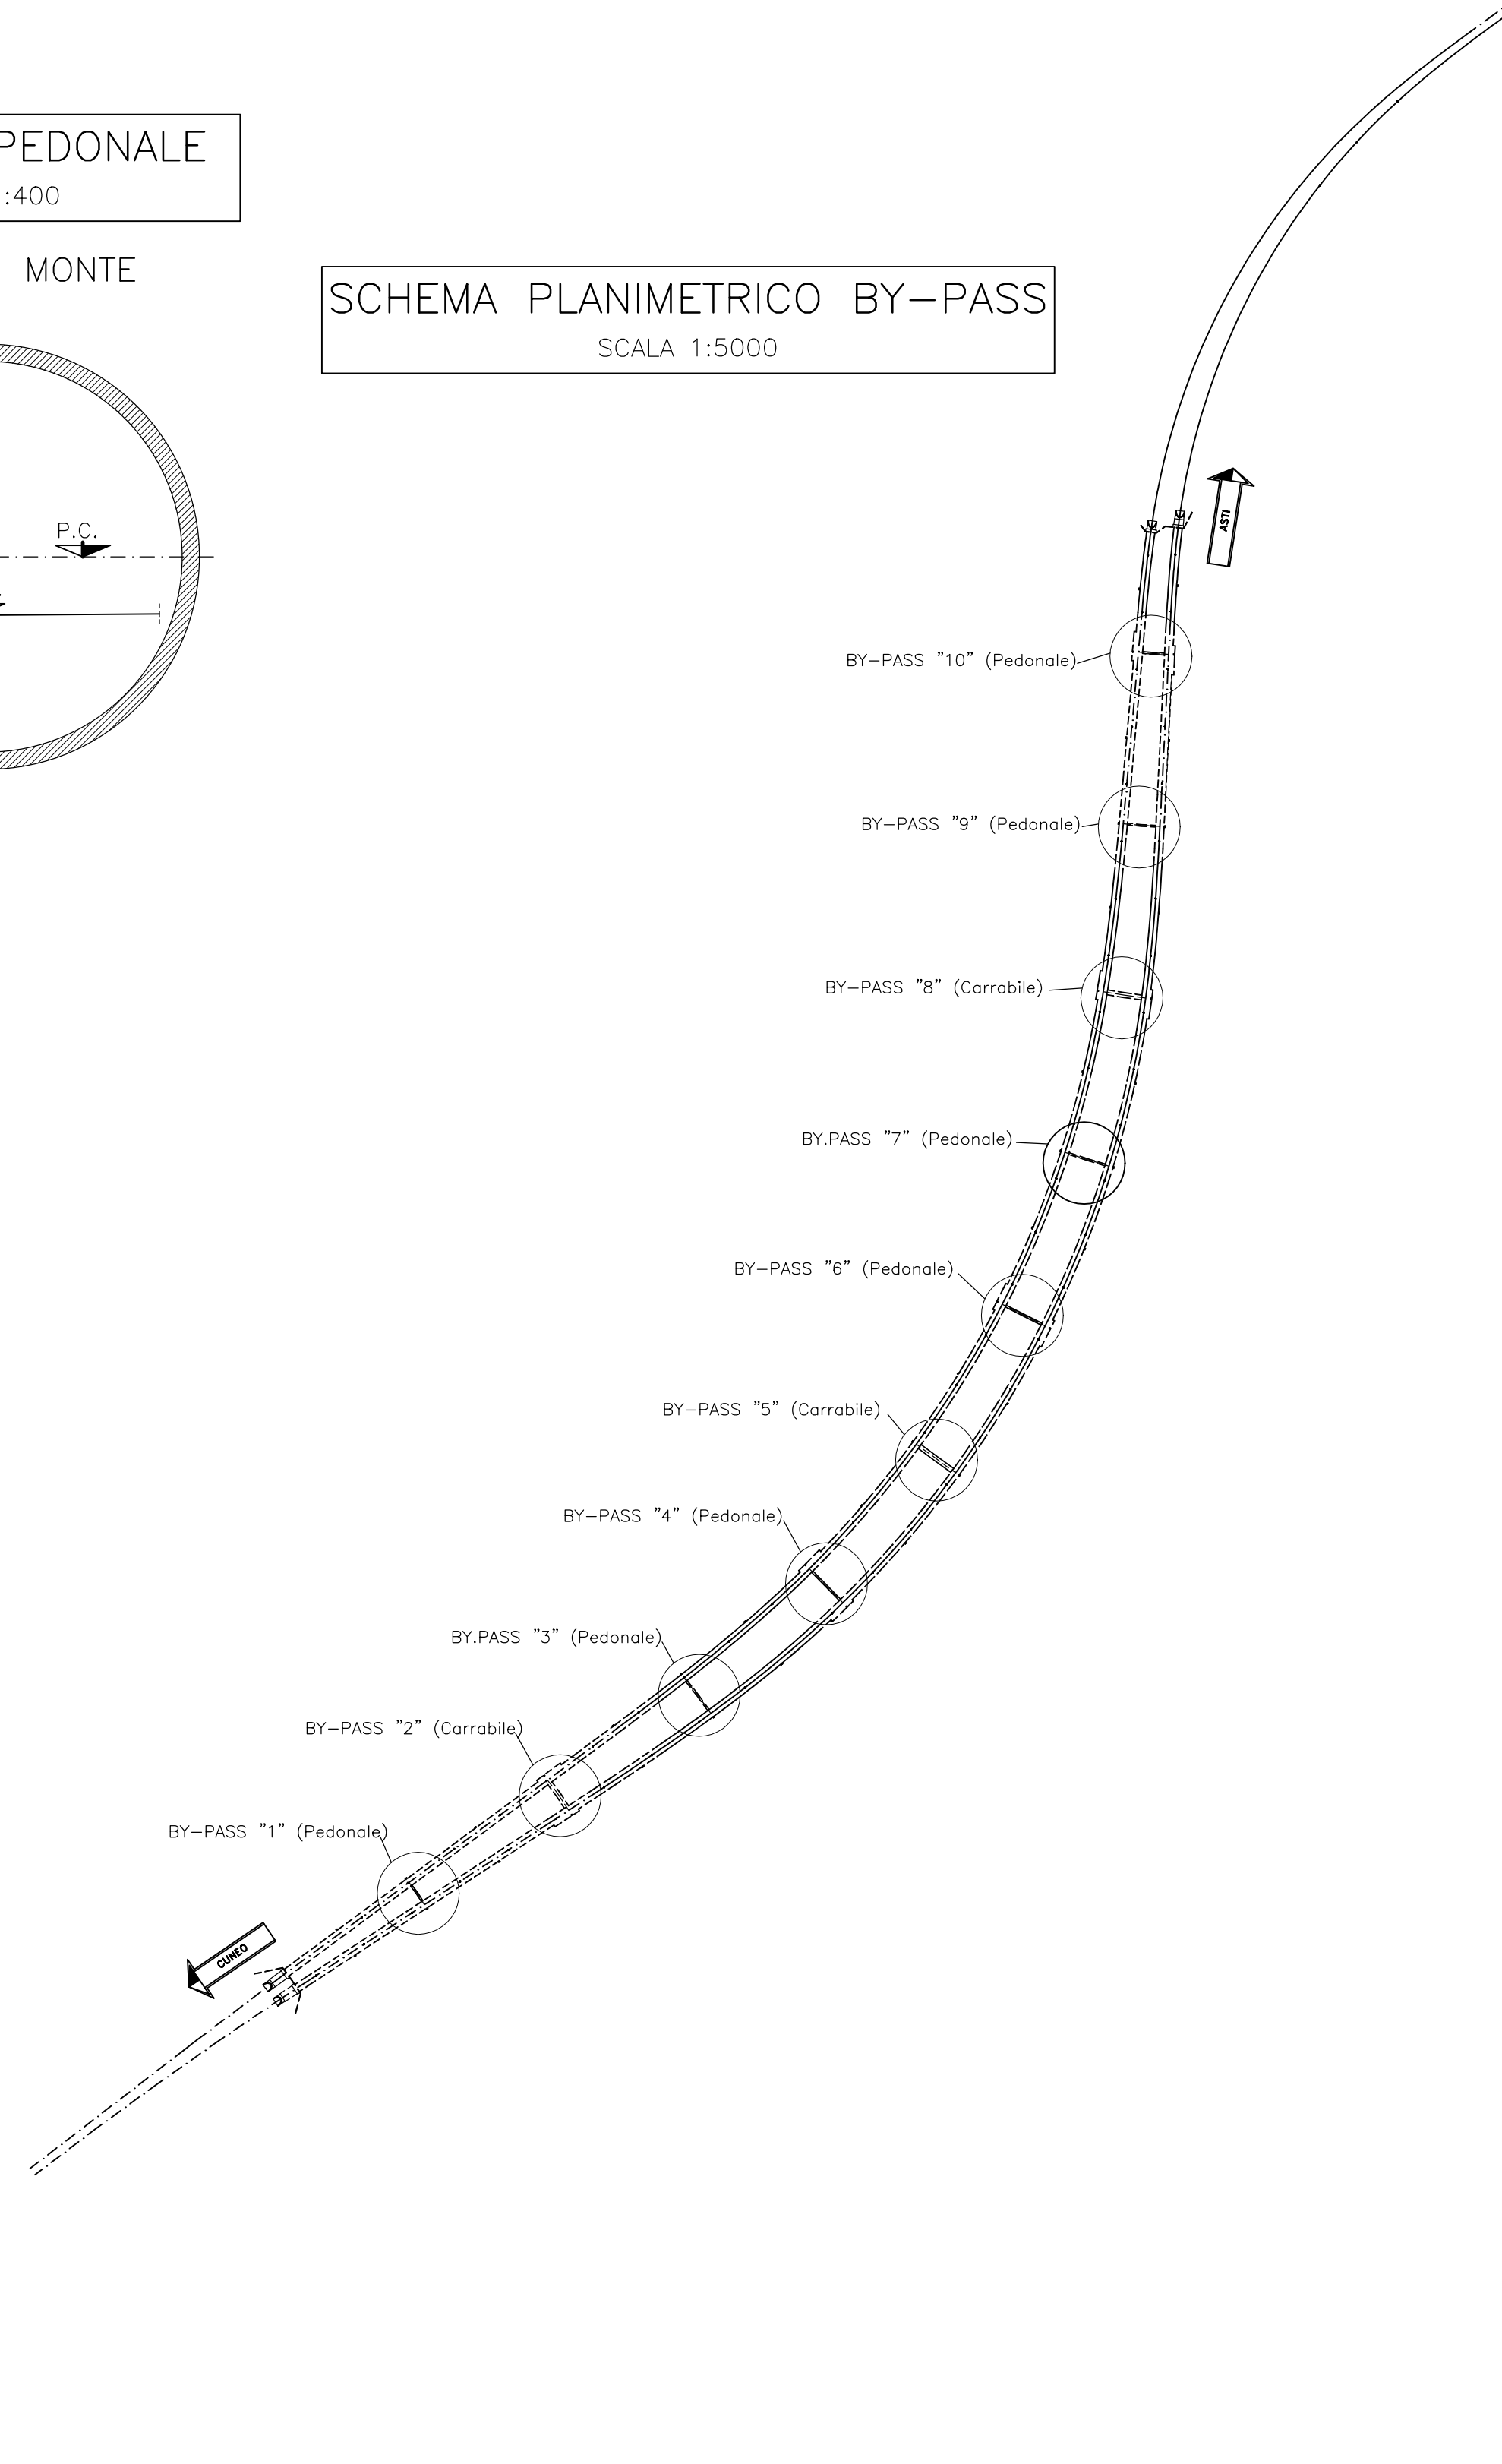 PEDONALE
:400
MONTE
P.C.
SCHEMA PLANIMETRICO BY-PASS
SCALA 1:5000
ASTI
BY-PASS "10" (Pedonale)
BY-PASS "9" (Pedonale)
BY-PASS "8" (Carrabile)
BY.PASS "7" (Pedonale)
BY-PASS "6" (Pedonale)
BY-PASS "5" (Carrabile)
BY-PASS "4" (Pedonale)
BY.PASS "3" (Pedonale)
BY-PASS "2" (Carrabile)
BY-PASS "1" (Pedonale)
CUNEO